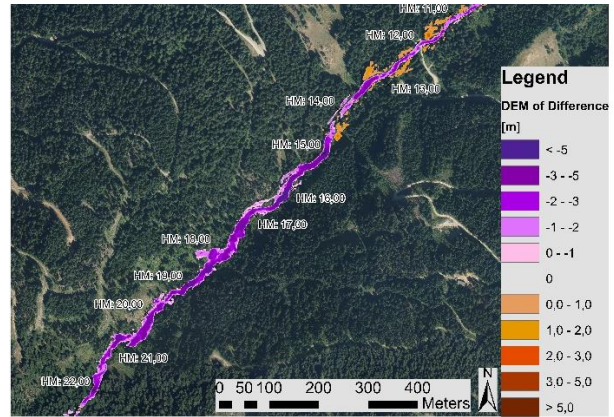 HM: 11,00
HM: 12,00
HM: 13,00
HM: 14,00
HM: 15,00
HM: 16,00
HM: 17,00
HM: 18,00
HM: 19,00
HM: 20,00
HM: 21,00
HM: 22,00
Legend
DEM of Difference
[m]
< -5
-3 - -5
-2 - -3
-1 - -2
0 - -1
0
0,0 - 1,0
1,0 - 2,0
2,0 - 3,0
3,0 - 5,0
> 5,0
0 50 100 200 300 400
Meters
N